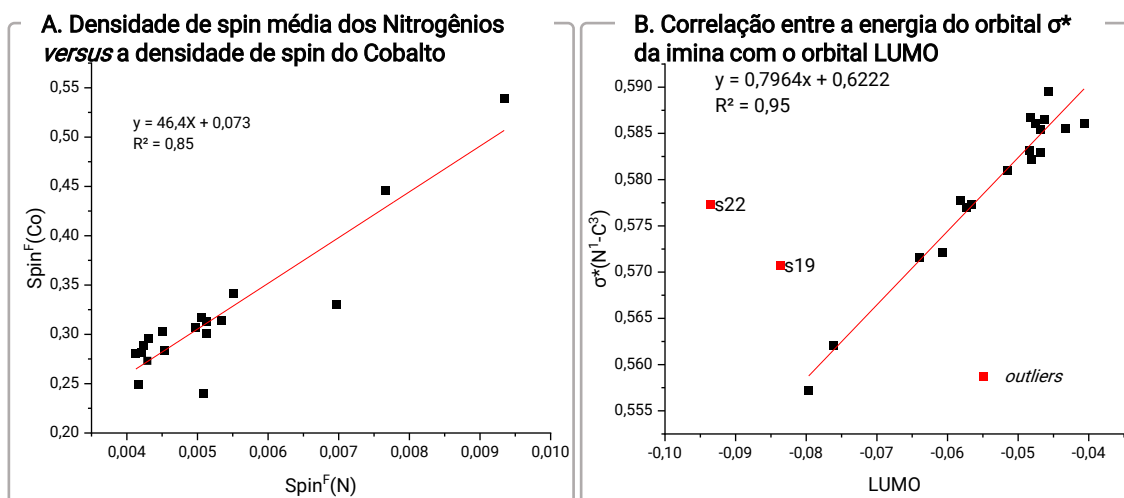 A. Densidade de spin média dos Nitrogênios
versus a densidade de spin do Cobalto
y = 46,4X + 0,073
R² = 0,85
0,55
0,50
0,45
0,40
0,35
0,30
0,25
0,20
Spin^F(Co)
0,004 0,005 0,006 0,007 0,008 0,009 0,010
Spin^F(N)
B. Correlação entre a energia do orbital σ*
da imina com o orbital LUMO
y = 0,7964x + 0,6222
R² = 0,95
0,590
0,585
0,580
0,575
0,570
0,565
0,560
0,555
σ*(N¹-C³)
s22
s19
outliers
-0,10 -0,09 -0,08 -0,07 -0,06 -0,05 -0,04
LUMO